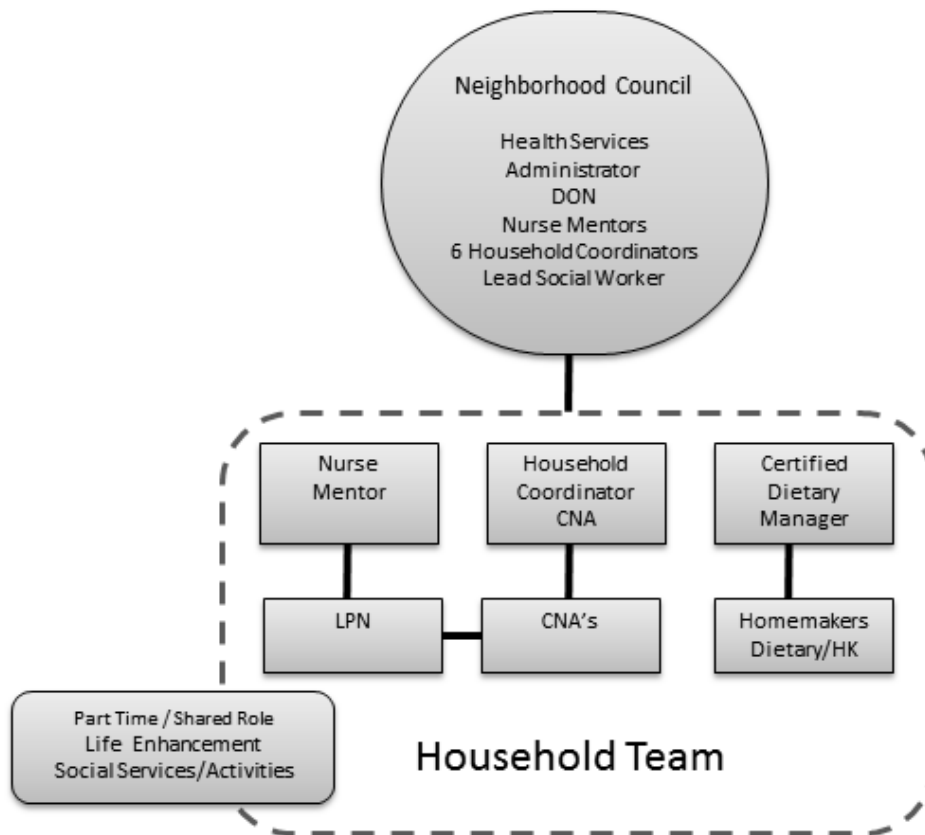 Neighborhood Council
Health Services
Administrator
DON
Nurse Mentors
6 Household Coordinators
Lead Social Worker
Nurse
Mentor
Household
Coordinator
CNA
Certified
Dietary
Manager
LPN
CNA's
Homemakers
Dietary/HK
Part Time / Shared Role
Life Enhancement
Social Services/Activities
Household Team